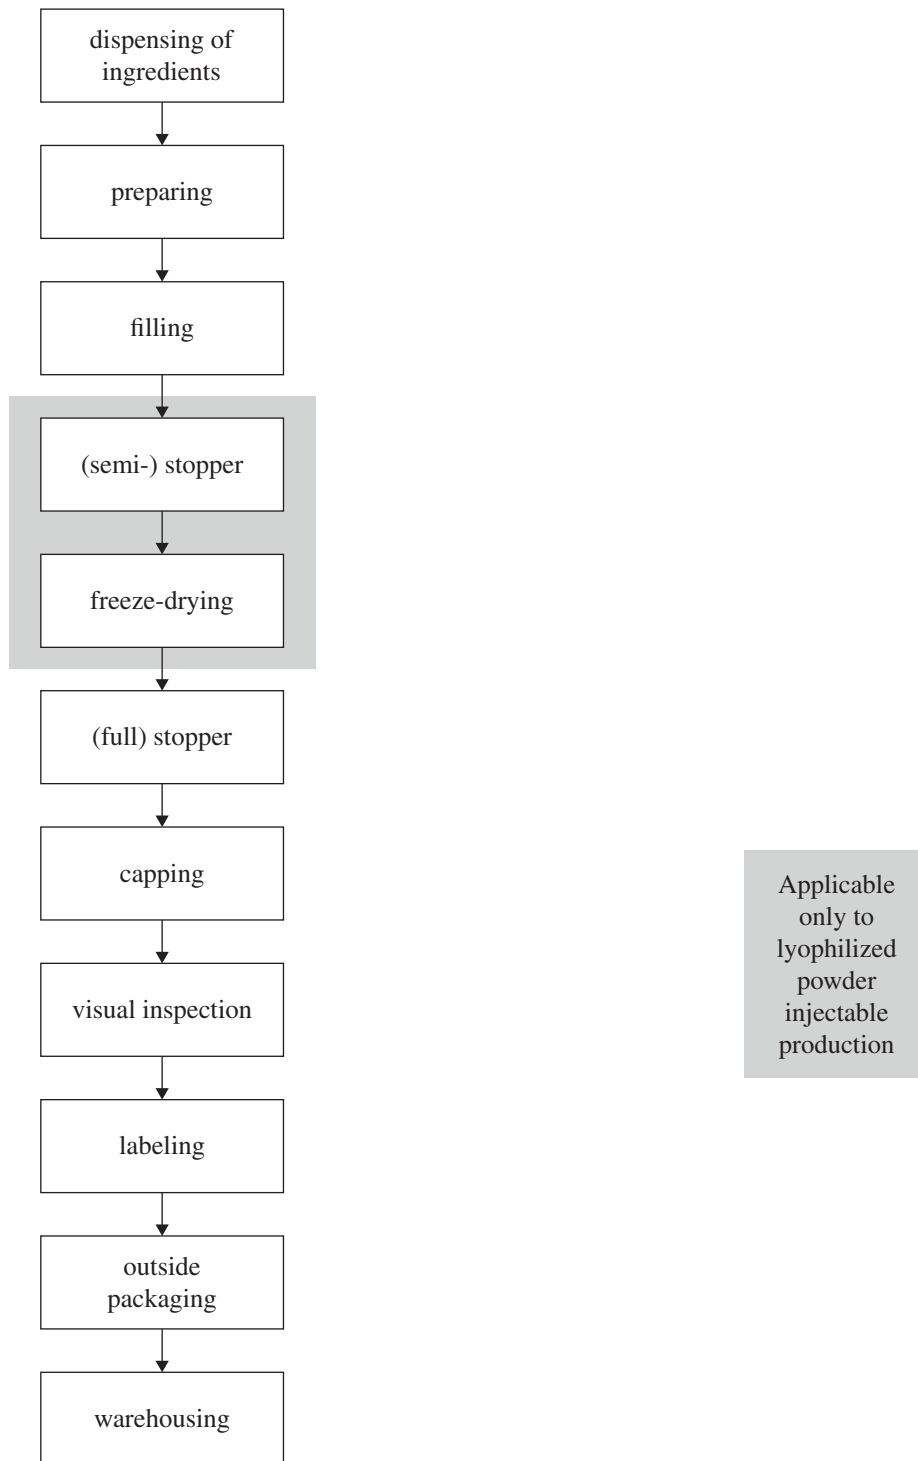 dispensing of
ingredients
preparing
filling
(semi-) stopper
freeze-drying
(full) stopper
capping
visual inspection
labeling
outside
packaging
warehousing
Applicable
only to
lyophilized
powder
injectable
production